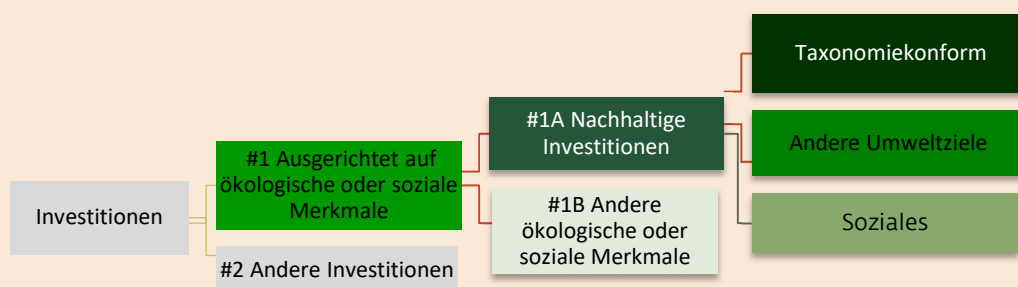 Investitionen
#1 Ausgerichtet auf
ökologische oder soziale
Merkmale
#2 Andere Investitionen
#1A Nachhaltige
Investitionen
#1B Andere
ökologische oder
soziale Merkmale
Taxonomiekonform
Andere Umweltziele
Soziales